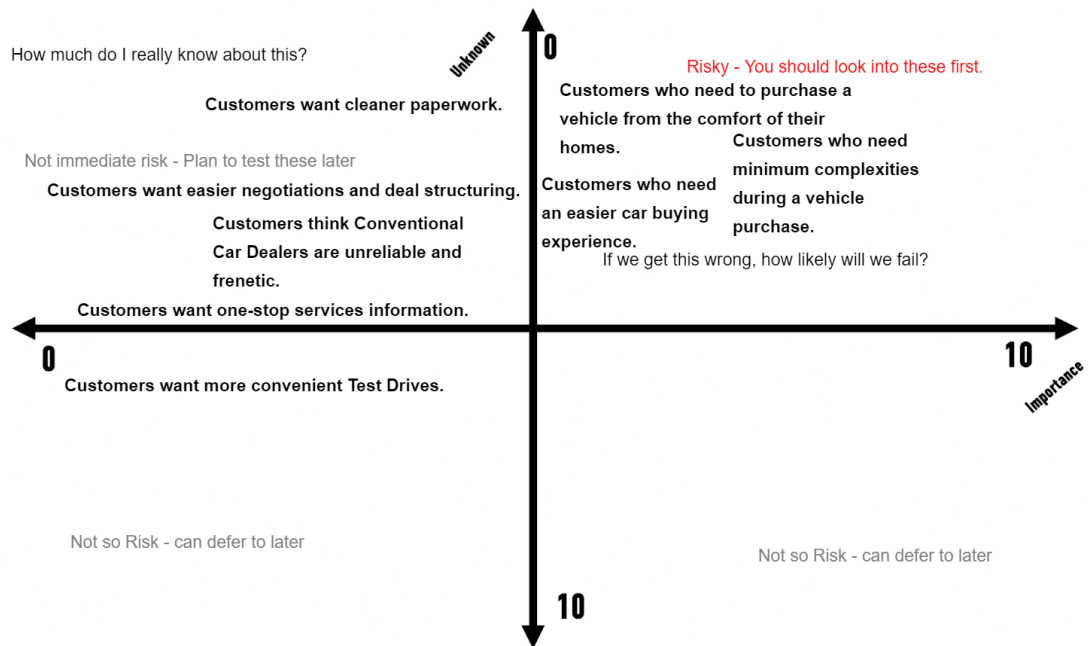 Unknown
0
How much do I really know about this?
Risky - You should look into these first.
Customers want cleaner paperwork.
Customers who need to purchase a
vehicle from the comfort of their
homes.
Customers who need
minimum complexities
during a vehicle
purchase.
Not immediate risk - Plan to test these later
Customers want easier negotiations and deal structuring.
Customers who need
an easier car buying
experience.
Customers think Conventional
Car Dealers are unreliable and
frenetic.
If we get this wrong, how likely will we fail?
Customers want one-stop services information.
0
10
Importance
Customers want more convenient Test Drives.
Not so Risk - can defer to later
Not so Risk - can defer to later
10